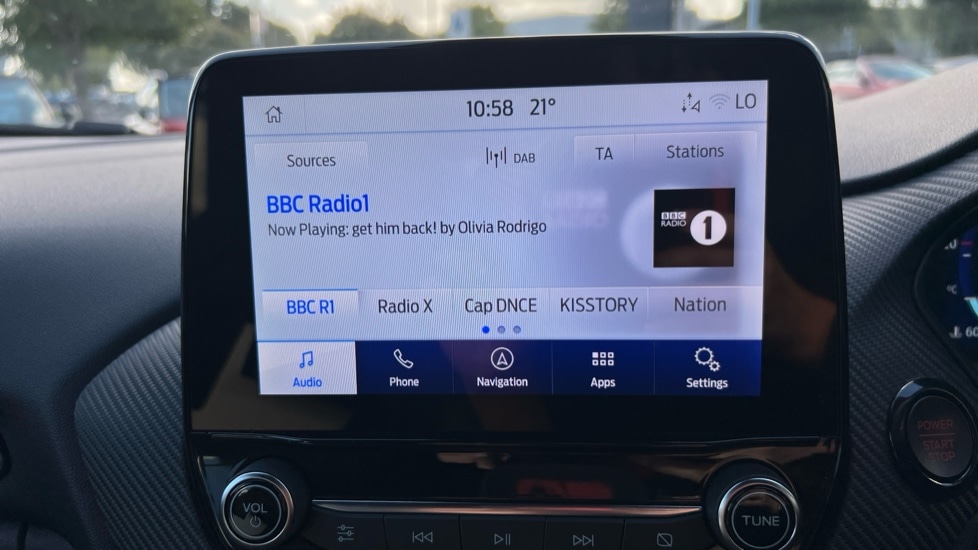 10:58 21° LO
Sources DAB TA Stations
BBC Radio1
Now Playing: get him back! by Olivia Rodrigo
BBC
RADIO 1
BBC R1 Radio X Cap DNCE KISSTORY Nation
Audio Phone Navigation Apps Settings
VOL TUNE
POWER
START
STOP
60